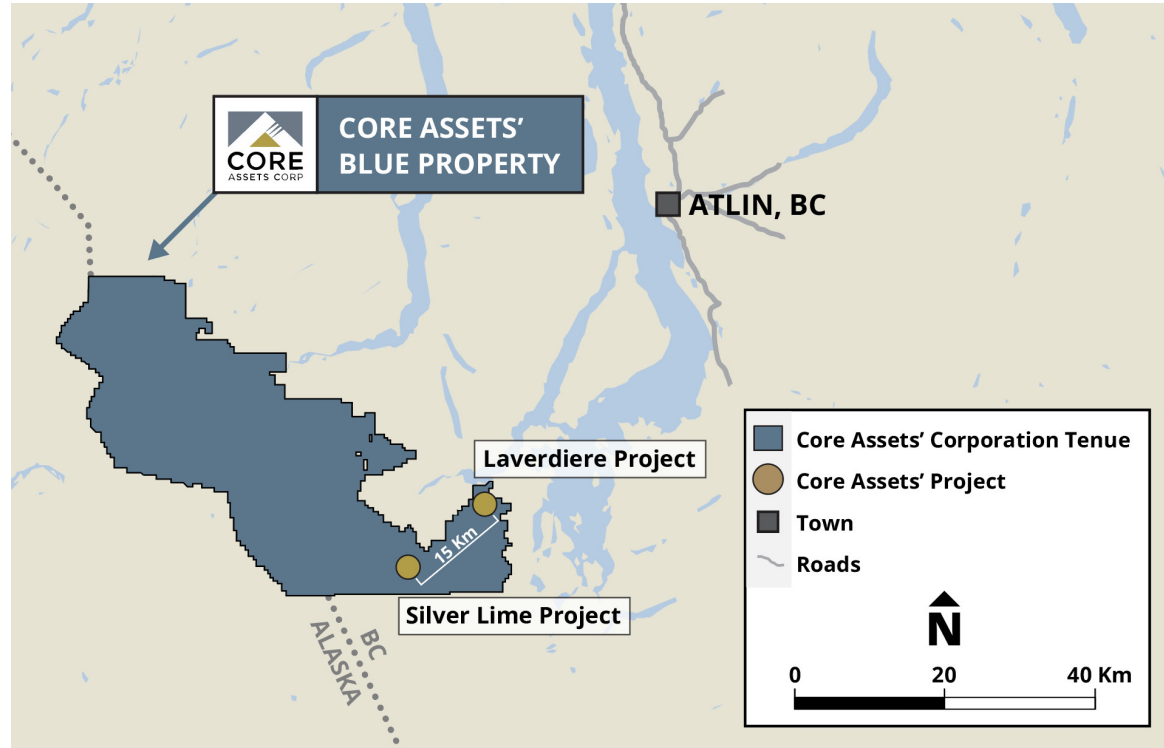 CORE
ASSETS CORP
CORE ASSETS’
BLUE PROPERTY
ATLIN, BC
Laverdiere Project
15 Km
Silver Lime Project
BC
ALASKA
Core Assets’ Corporation Tenue
Core Assets’ Project
Town
Roads
N
0 20 40 Km